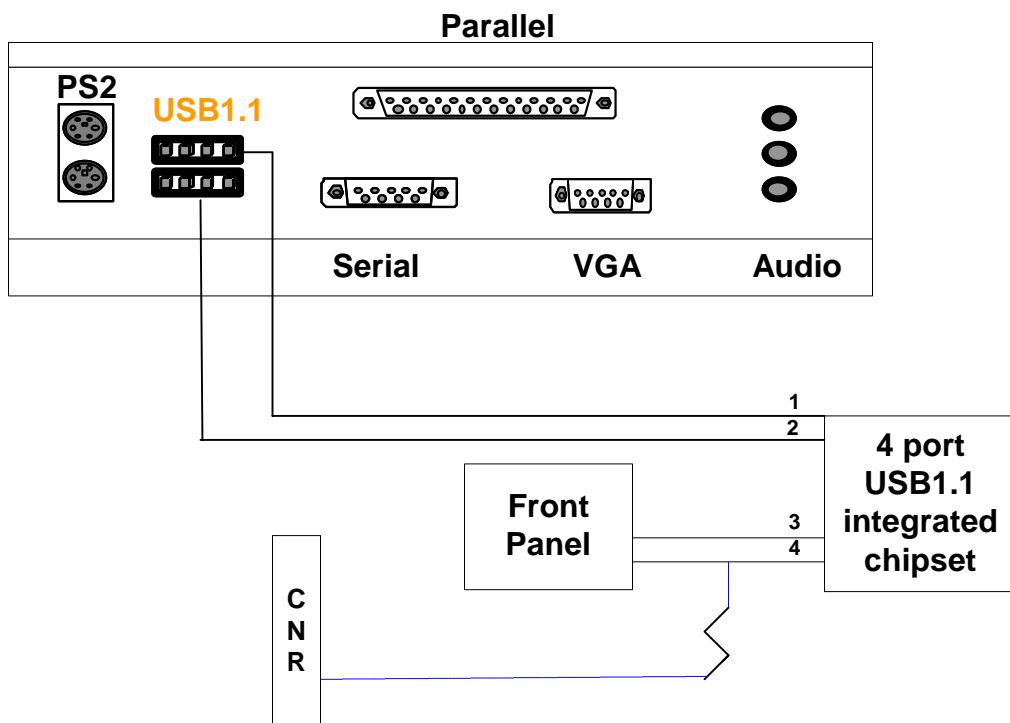 Parallel
PS2
USB1.1
Serial
VGA
Audio
1
2
4 port
USB1.1
integrated
chipset
Front
Panel
3
4
C
N
R